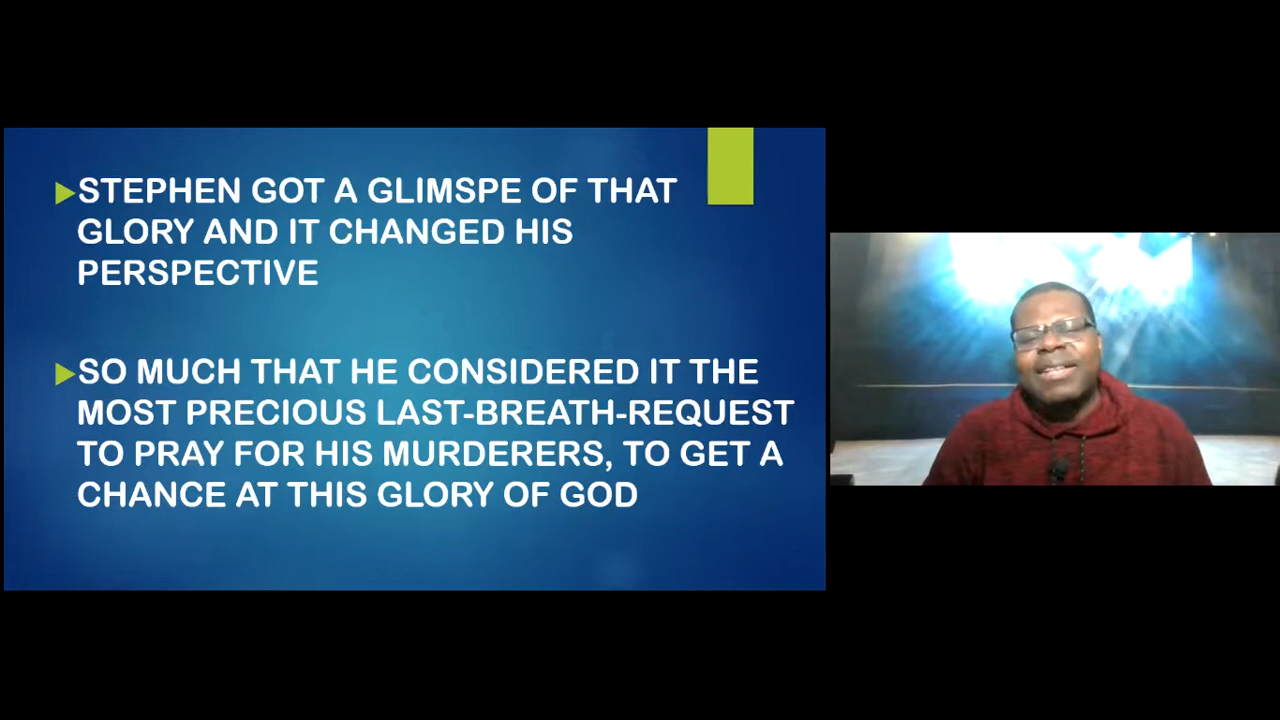 STEPHEN GOT A GLIMSPE OF THAT
GLORY AND IT CHANGED HIS
PERSPECTIVE
SO MUCH THAT HE CONSIDERED IT THE
MOST PRECIOUS LAST-BREATH-REQUEST
TO PRAY FOR HIS MURDERERS, TO GET A
CHANCE AT THIS GLORY OF GOD